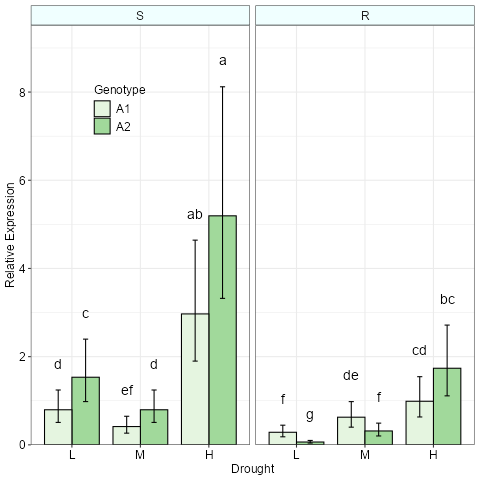 S R
a
8
Genotype
A1
A2
6
ab
4
bc
c
cd
d d
de
2
ef
f f
g
0
L M H L M H
Drought
Relative Expression